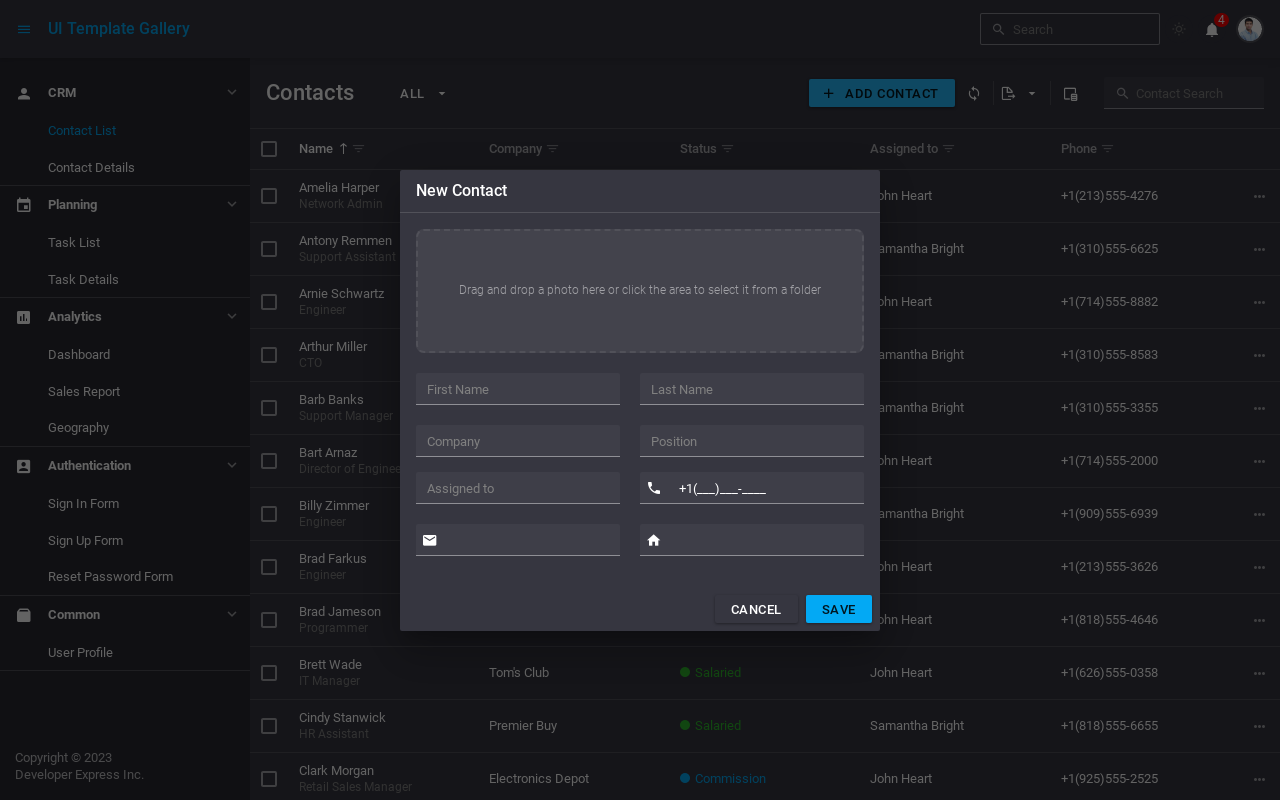 UI Template Gallery
Search
4
CRM
Contact List
Contact Details
Planning
Task List
Task Details
Analytics
Dashboard
Sales Report
Geography
Authentication
Sign In Form
Sign Up Form
Reset Password Form
Common
User Profile
Copyright © 2023
Developer Express Inc.
Contacts
ALL
ADD CONTACT
Contact Search
Name
Company
Status
Assigned to
Phone
Amelia Harper
Network Admin
John Heart
+1(213)555-4276
Antony Remmen
Support Assistant
Samantha Bright
+1(310)555-6625
Arnie Schwartz
Engineer
John Heart
+1(714)555-8882
Arthur Miller
CTO
Samantha Bright
+1(310)555-8583
Barb Banks
Support Manager
Samantha Bright
+1(310)555-3355
Bart Arnaz
Director of Enginee
John Heart
+1(714)555-2000
Billy Zimmer
Engineer
Samantha Bright
+1(909)555-6939
Brad Farkus
Engineer
John Heart
+1(213)555-3626
Brad Jameson
Programmer
John Heart
+1(818)555-4646
Brett Wade
IT Manager
Tom's Club
Salaried
John Heart
+1(626)555-0358
Cindy Stanwick
HR Assistant
Premier Buy
Salaried
Samantha Bright
+1(818)555-6655
Clark Morgan
Retail Sales Manager
Electronics Depot
Commission
John Heart
+1(925)555-2525
New Contact
Drag and drop a photo here or click the area to select it from a folder
First Name
Last Name
Company
Position
Assigned to
+1(___)___-____
CANCEL
SAVE